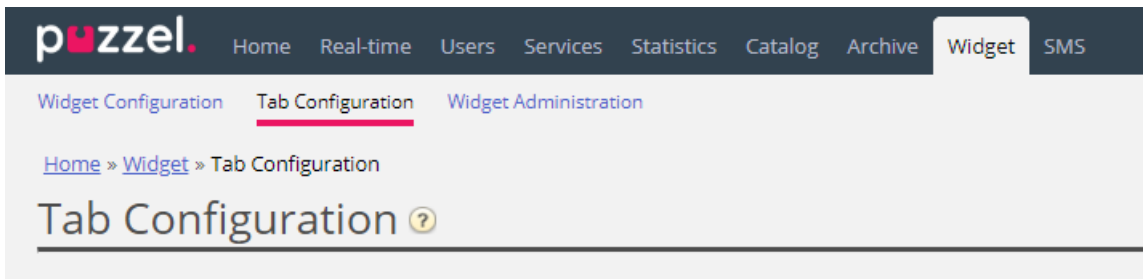 puzzel. Home Real-time Users Services Statistics Catalog Archive Widget SMS
Widget Configuration Tab Configuration Widget Administration
Home » Widget » Tab Configuration
Tab Configuration ?